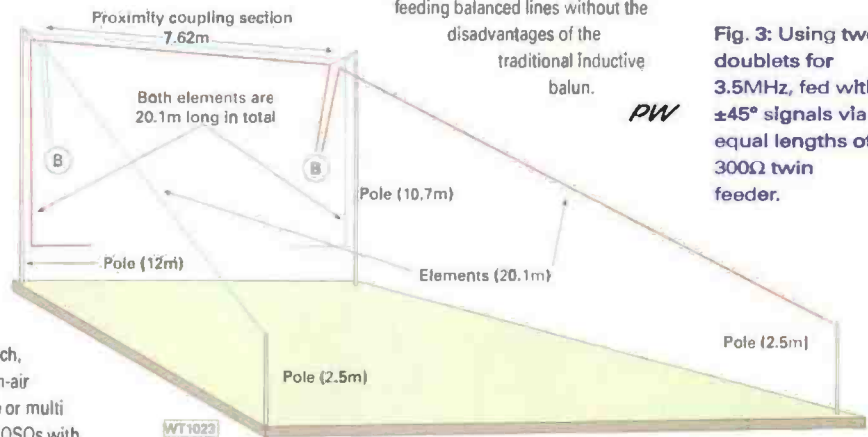 feeding balanced lines without the
disadvantages of the
traditional inductive
balun.
PW
Fig. 3: Using
doublets for
3.5MHz, fed
±45° signals via
equal lengths
300Ω twin
feeder.
Proximity coupling section
7.62m
Both elements are
20.1m long in total
B
B
Pole (10.7m)
Pole (12m)
Elements (20.1m)
Pole (2.5m)
Pole (2.5m)
or multi
QSOs with
WT1023